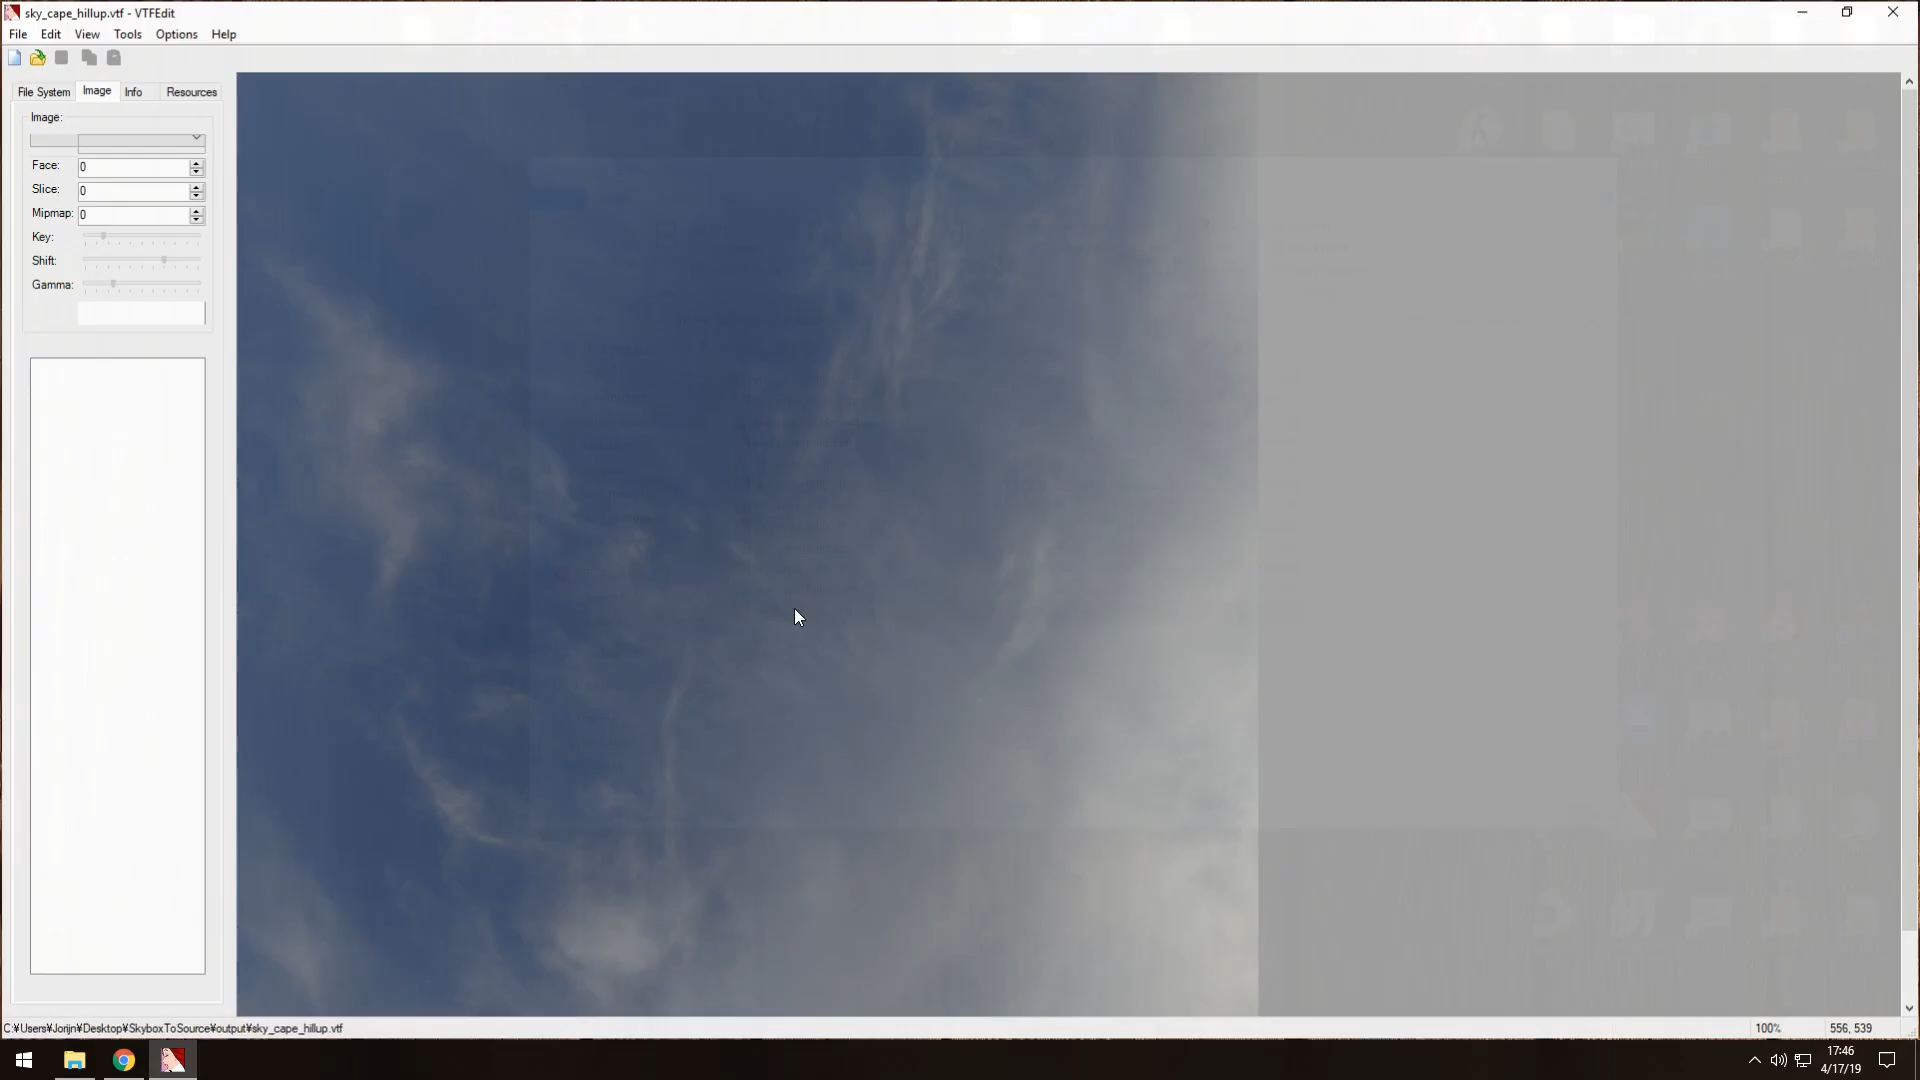 sky_cape_hillup.vtf - VTFEdit
File Edit View Tools Options Help
File System Image Info Resources
Image:
Face: 0
Slice: 0
Mipmap: 0
Key:
Shift:
Gamma:
C:¥Users¥Jorijn¥Desktop¥SkyboxToSource¥output¥sky_cape_hillup.vtf
100%
556, 539
17:46
4/17/19